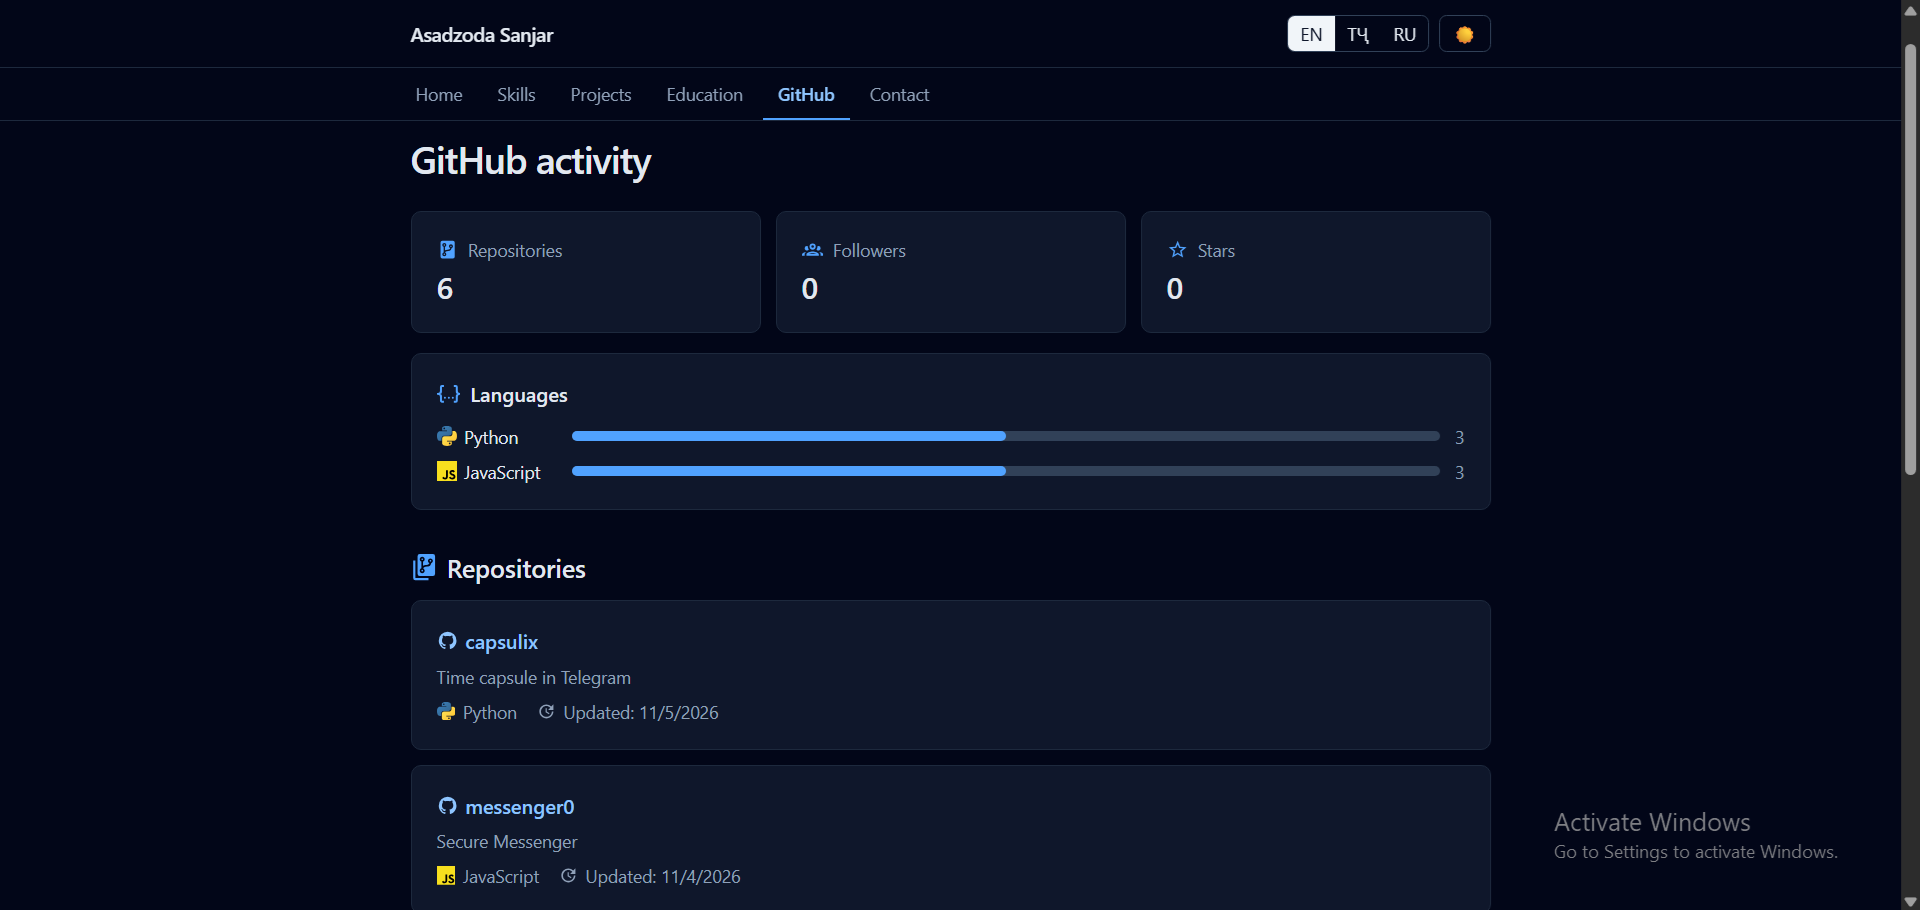 Asadzoda Sanjar
EN TҶ RU
Home Skills Projects Education GitHub Contact
GitHub activity
Repositories
6
Followers
0
Stars
0
{...} Languages
Python 3
JS JavaScript 3
Repositories
capsulix
Time capsule in Telegram
Python Updated: 11/5/2026
messenger0
Secure Messenger
JS JavaScript Updated: 11/4/2026
Activate Windows
Go to Settings to activate Windows.